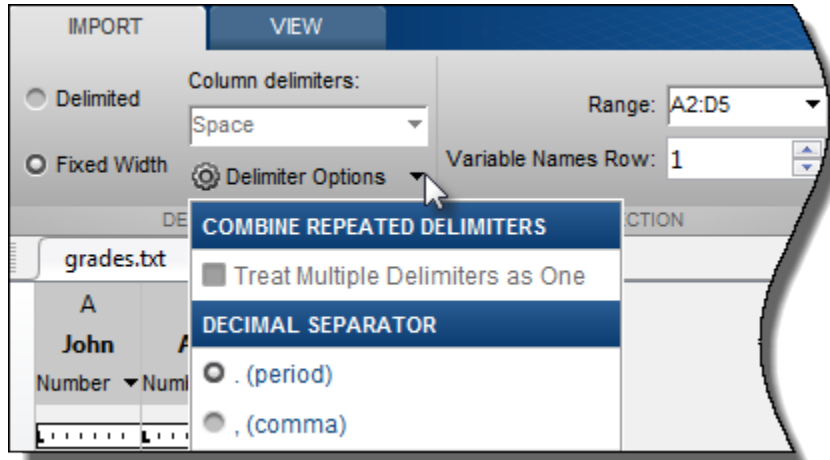 IMPORT
VIEW
Delimited
Column delimiters:
Space
Range: A2:D5
Fixed Width
Delimiter Options
Variable Names Row: 1
COMBINE REPEATED DELIMITERS
Treat Multiple Delimiters as One
DECIMAL SEPARATOR
. (period)
, (comma)
grades.txt
A
John
Number